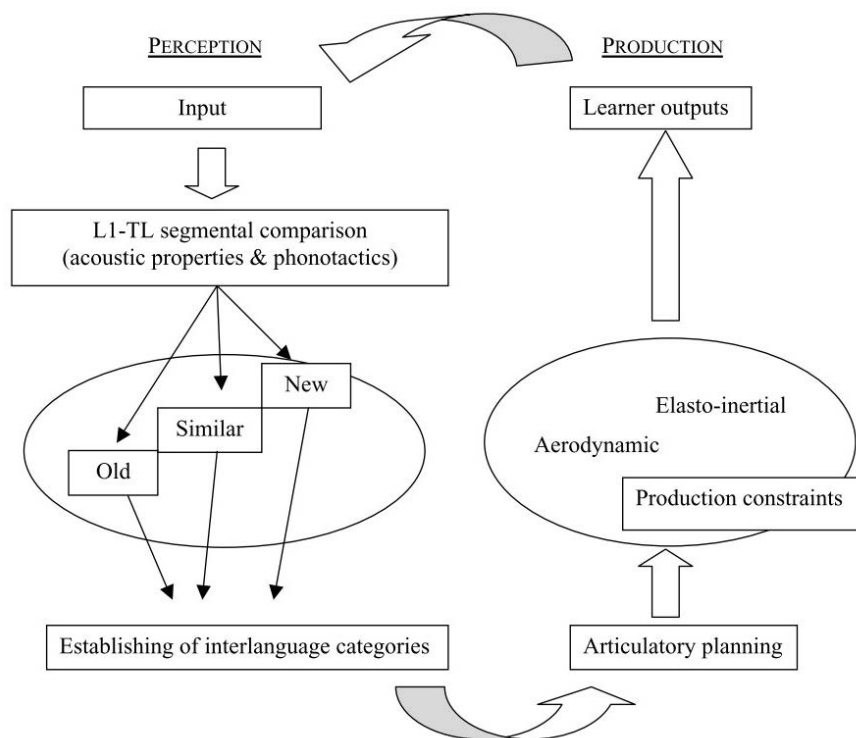 PERCEPTION
PRODUCTION
Input
Learner outputs
L1-TL segmental comparison
(acoustic properties & phonotactics)
New
Similar
Old
Elasto-inertial
Aerodynamic
Production constraints
Establishing of interlanguage categories
Articulatory planning